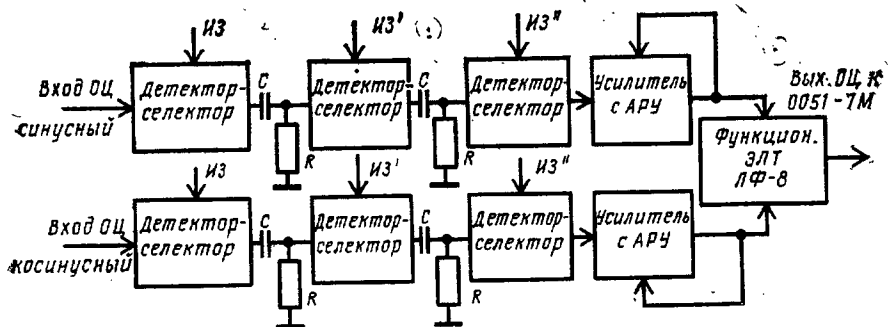 ИЗ
ИЗ'
ИЗ"
Вход ОЦ
синусный
Детектор-
селектор
C
R
Детектор-
селектор
C
R
Детектор-
селектор
Усилитель
с АРУ
Вых. ОЦ, К
0051-7М
Функцион.
ЭЛТ
ЛФ-8
ИЗ
ИЗ'
ИЗ"
Вход ОЦ
косинусный
Детектор-
селектор
C
R
Детектор-
селектор
C
R
Детектор-
селектор
Усилитель
с АРУ